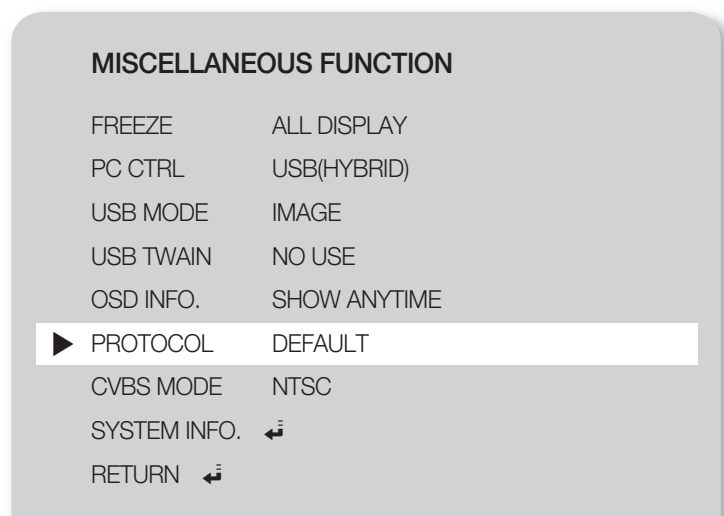 MISCELLANEOUS FUNCTION
FREEZE ALL DISPLAY
PC CTRL USB(HYBRID)
USB MODE IMAGE
USB TWAIN NO USE
OSD INFO. SHOW ANYTIME
PROTOCOL DEFAULT
CVBS MODE NTSC
SYSTEM INFO.
RETURN